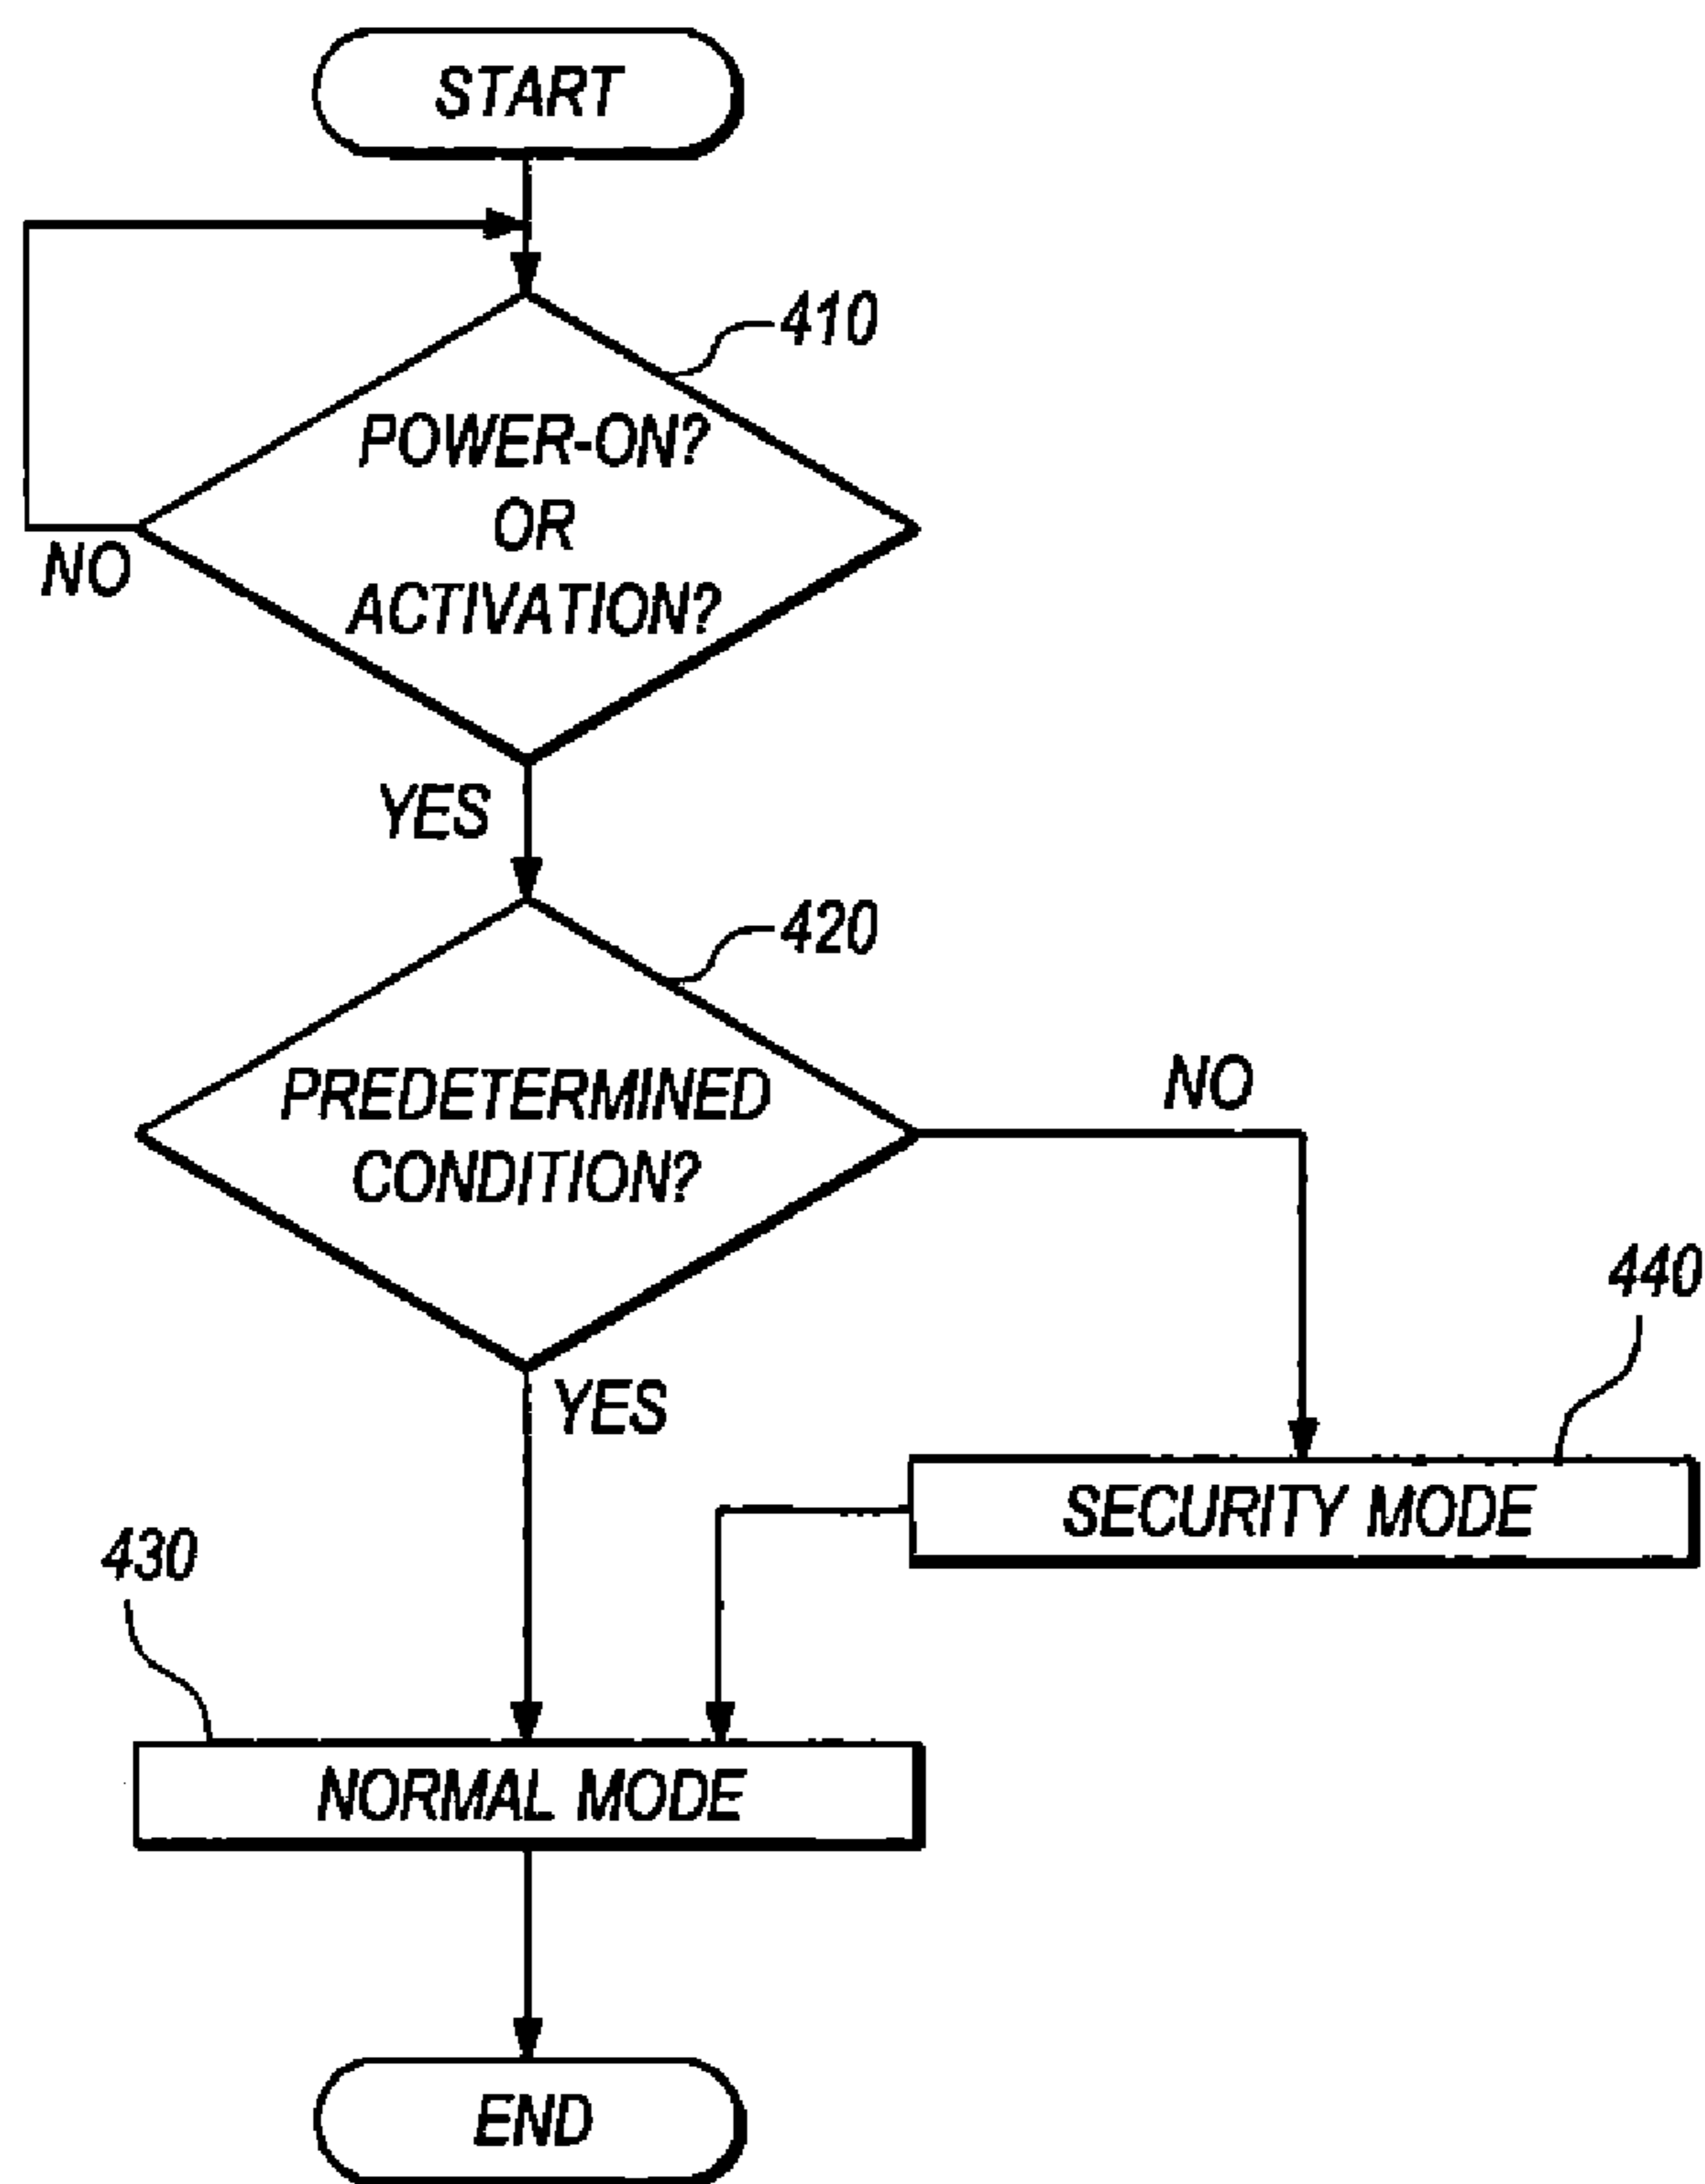 START
410
POWER-ON?
OR
ACTIVATION?
NO
YES
420
PREDETERMINED
CONDITION?
NO
YES
440
SECURITY MODE
430
NORMAL MODE
END